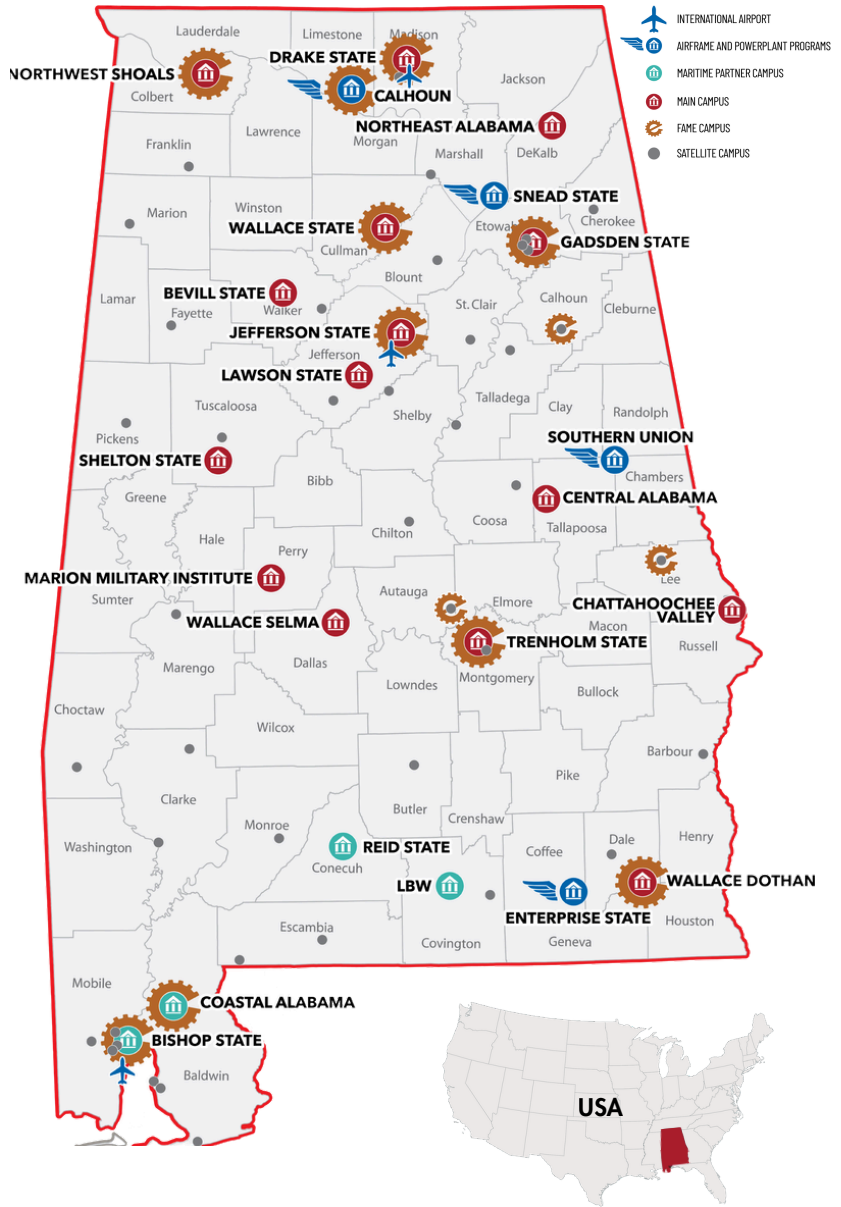 INTERNATIONAL AIRPORT
AIRFRAME AND POWERPLANT PROGRAMS
MARITIME PARTNER CAMPUS
MAIN CAMPUS
FAME CAMPUS
SATELLITE CAMPUS
Lauderdale
Limestone
Madison
DRAKE STATE
NORTHWEST SHOALS
Jackson
Colbert
CALHOUN
NORTHEAST ALABAMA
Lawrence
Franklin
Morgan
Marshall
DeKalb
SNEAD STATE
Marion
Winston
WALLACE STATE
Etowah
Cherokee
GADSDEN STATE
Cullman
Blount
BEVILL STATE
Lamar
Fayette
Walker
St. Clair
Calhoun
Cleburne
JEFFERSON STATE
Jefferson
LAWSON STATE
Tuscaloosa
Shelby
Talladega
Clay
Randolph
Pickens
SOUTHERN UNION
SHELTON STATE
Chambers
Bibb
Greene
CENTRAL ALABAMA
Coosa
Tallapoosa
Chilton
Hale
Perry
MARION MILITARY INSTITUTE
Lee
Sumter
Autauga
Elmore
CHATTAHOOCHEE
VALLEY
WALLACE SELMA
Macon
TRENHOLM STATE
Russell
Dallas
Marengo
Montgomery
Lowndes
Bullock
Choctaw
Wilcox
Barbour
Pike
Clarke
Butler
Crenshaw
Monroe
Washington
REID STATE
Coffee
Dale
Henry
Conecuh
LBW
WALLACE DOTHAN
ENTERPRISE STATE
Houston
Escambia
Covington
Geneva
Mobile
COASTAL ALABAMA
BISHOP STATE
Baldwin
USA